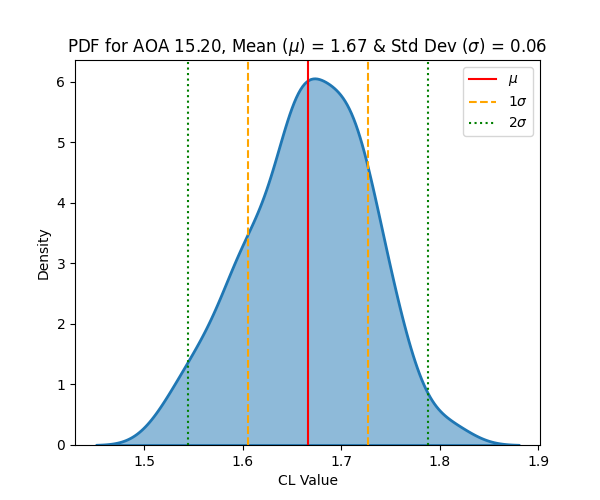 PDF for AOA 15.20, Mean (μ) = 1.67 & Std Dev (σ) = 0.06
μ
1σ
2σ
Density
6
5
4
3
2
1
0
1.5 1.6 1.7 1.8 1.9
CL Value